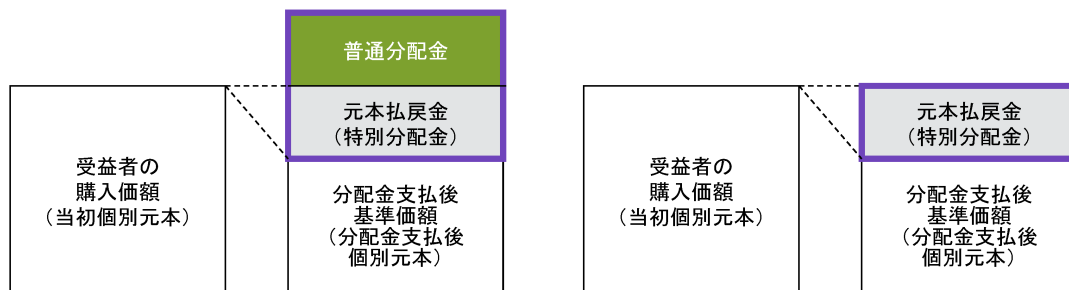 普通分配金
元本払戻金
（特別分配金）
受益者の
購入価額
（当初個別元本）
分配金支払後
基準価額
（分配金支払後
個別元本）
元本払戻金
（特別分配金）
受益者の
購入価額
（当初個別元本）
分配金支払後
基準価額
（分配金支払後
個別元本）